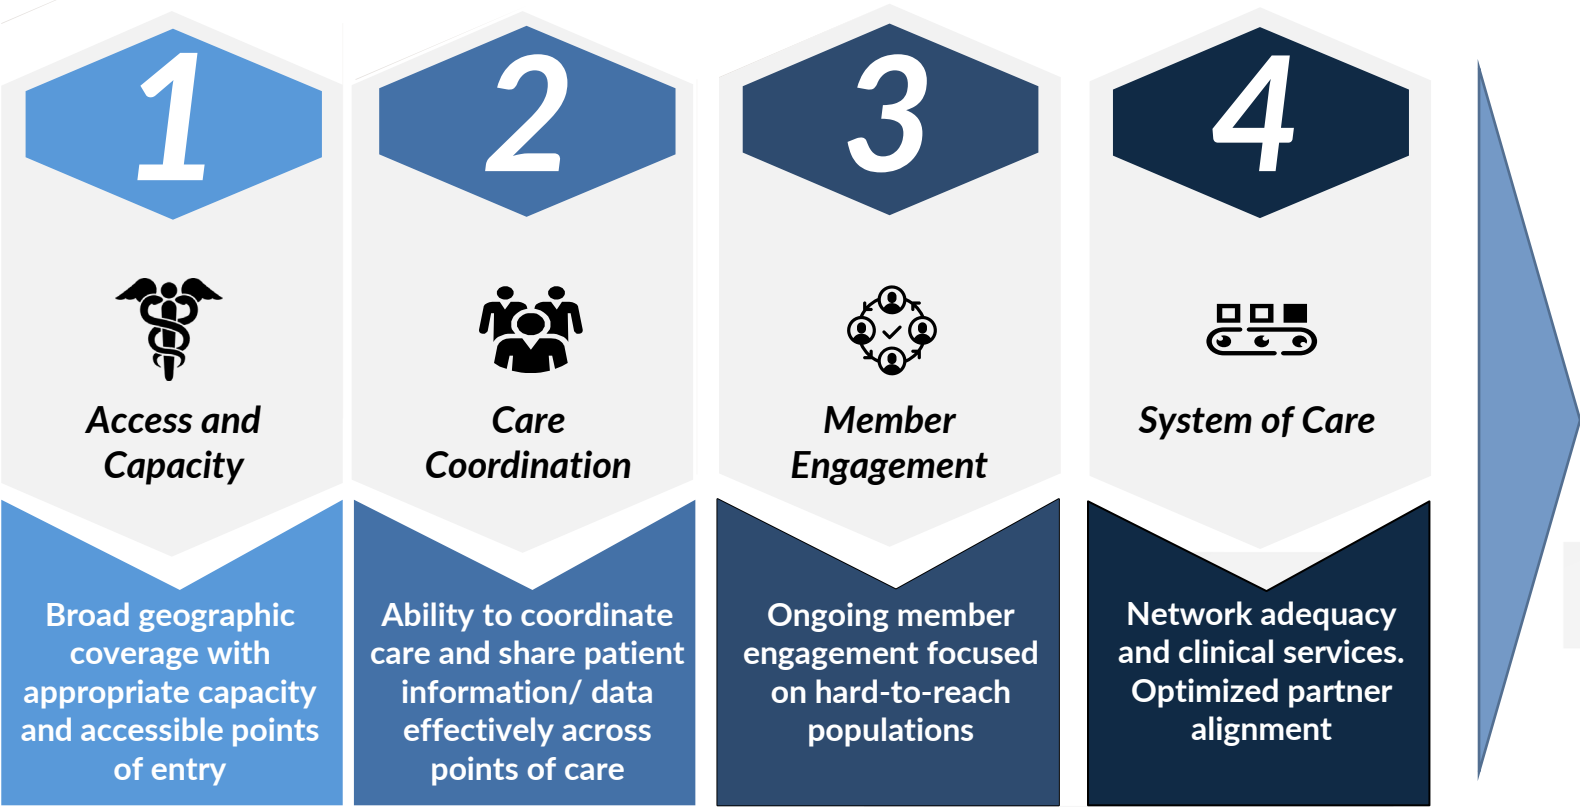 1
Access and
Capacity
Broad geographic
coverage with
appropriate capacity
and accessible points
of entry
2
Care
Coordination
Ability to coordinate
care and share patient
information/ data
effectively across
points of care
3
Member
Engagement
Ongoing member
engagement focused
on hard-to-reach
populations
4
System of Care
Network adequacy
and clinical services.
Optimized partner
alignment